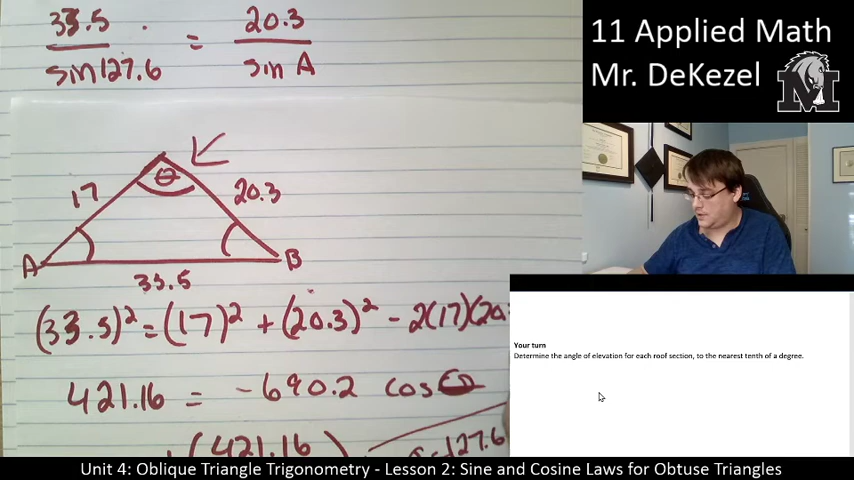 33.5 / sin127.6 = 20.3 / sin A
17
θ
20.3
A
B
33.5
(33.5)² = (17)² + (20.3)² - 2(17)(20.
421.16 = -690.2 cosθ
(421.16)
127.6
11 Applied Math
Mr. DeKezel
M
Your turn
Determine the angle of elevation for each roof section, to the nearest tenth of a degree.
Unit 4: Oblique Triangle Trigonometry - Lesson 2: Sine and Cosine Laws for Obtuse Triangles